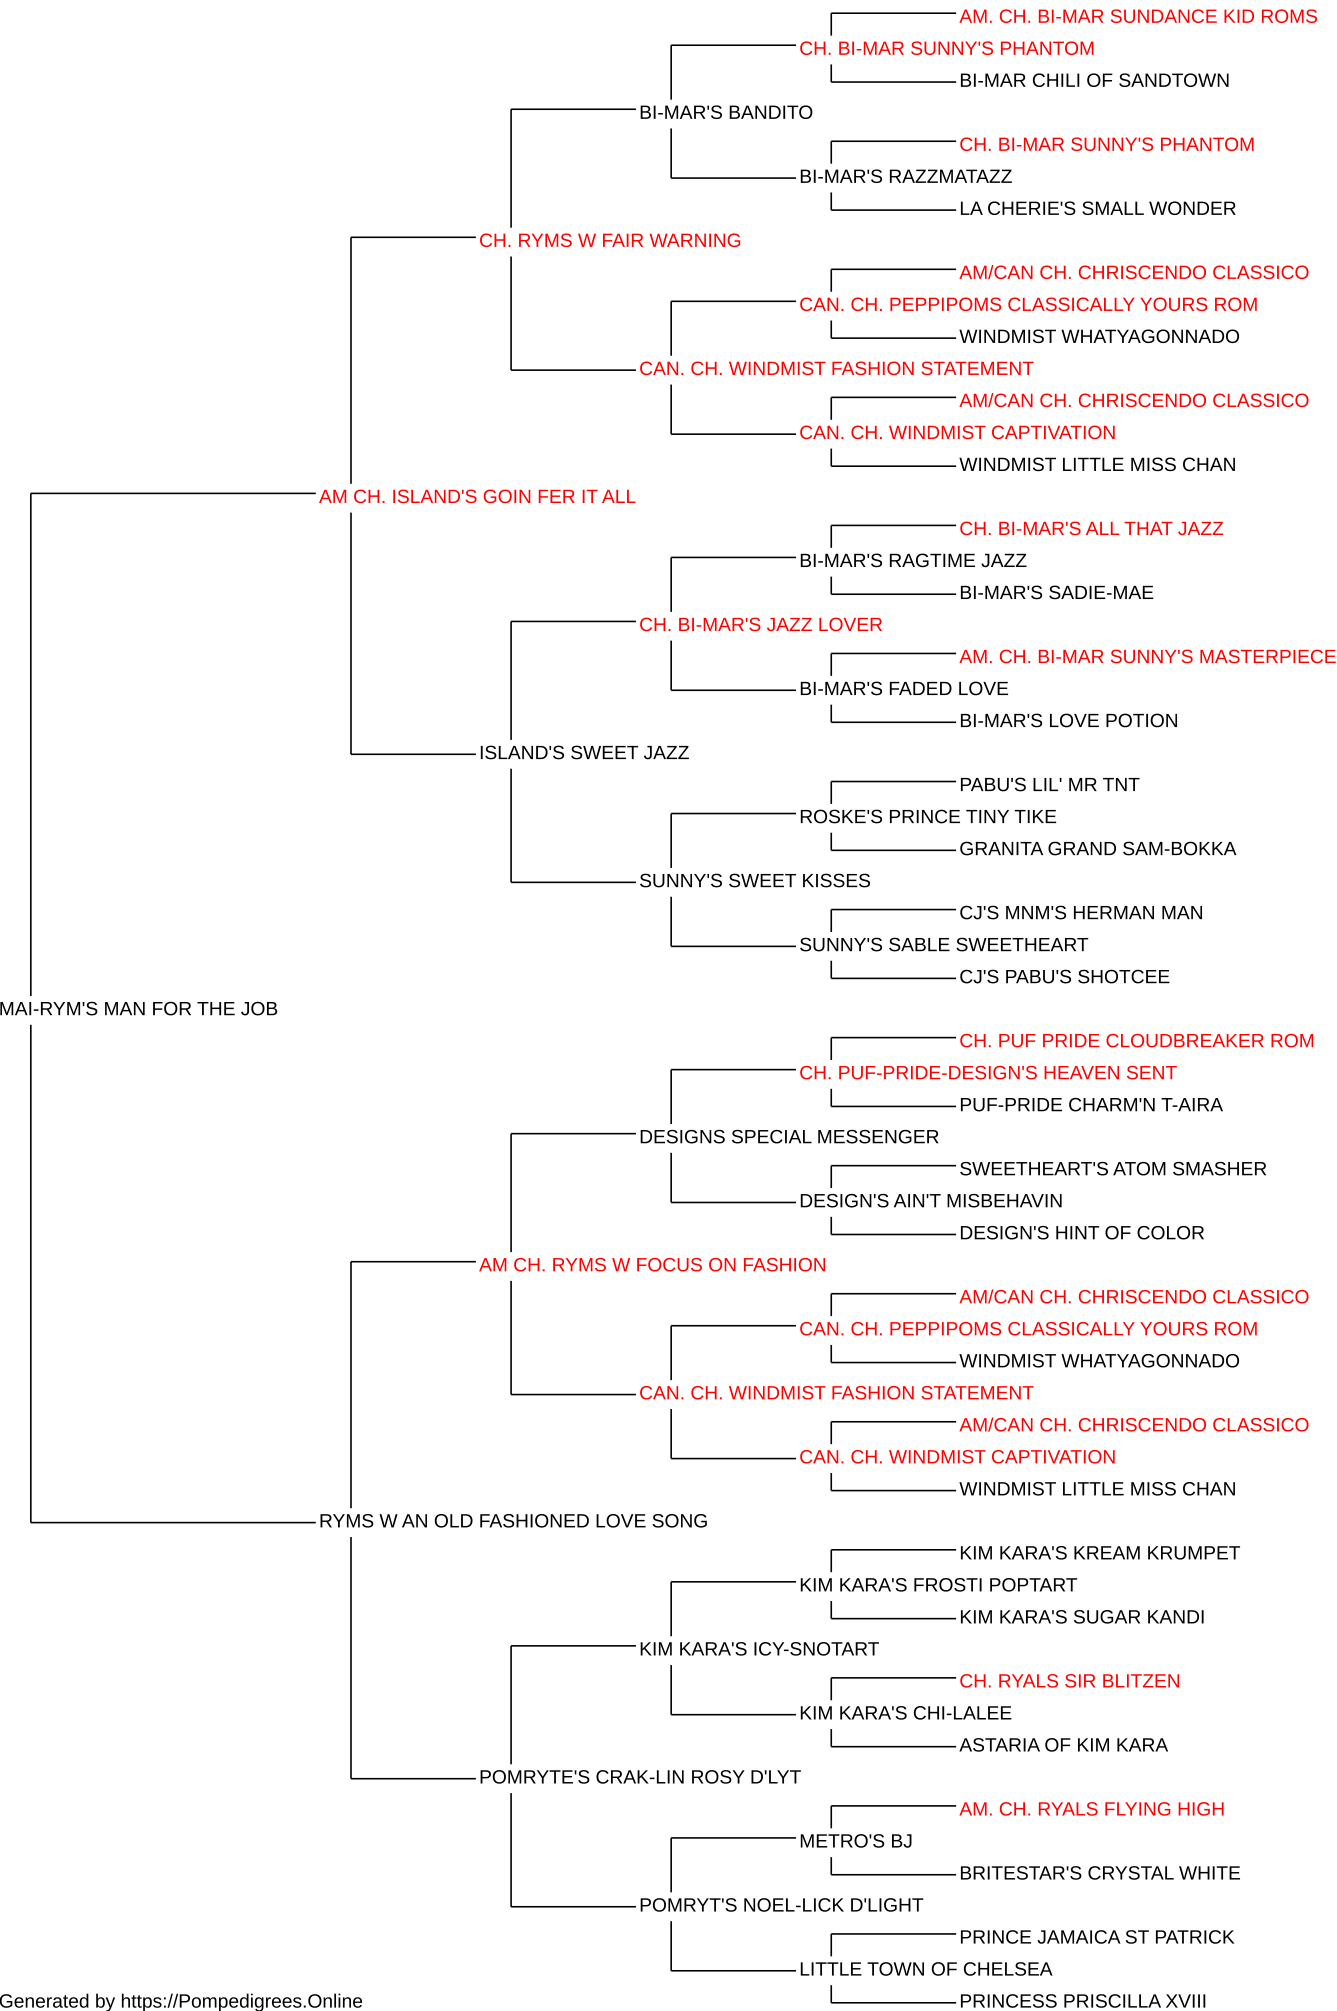 AM. CH. BI-MAR SUNDANCE KID ROMS
CH. BI-MAR SUNNY'S PHANTOM
BI-MAR CHILI OF SANDTOWN
BI-MAR'S BANDITO
CH. BI-MAR SUNNY'S PHANTOM
BI-MAR'S RAZZMATAZZ
LA CHERIE'S SMALL WONDER
CH. RYMS W FAIR WARNING
AM/CAN CH. CHRISCENDO CLASSICO
CAN. CH. PEPPIPOMS CLASSICALLY YOURS ROM
WINDMIST WHATYAGONNADO
CAN. CH. WINDMIST FASHION STATEMENT
AM/CAN CH. CHRISCENDO CLASSICO
CAN. CH. WINDMIST CAPTIVATION
WINDMIST LITTLE MISS CHAN
AM CH. ISLAND'S GOIN FER IT ALL
CH. BI-MAR'S ALL THAT JAZZ
BI-MAR'S RAGTIME JAZZ
BI-MAR'S SADIE-MAE
CH. BI-MAR'S JAZZ LOVER
AM. CH. BI-MAR SUNNY'S MASTERPIECE
BI-MAR'S FADED LOVE
BI-MAR'S LOVE POTION
ISLAND'S SWEET JAZZ
PABU'S LIL' MR TNT
ROSKE'S PRINCE TINY TIKE
GRANITA GRAND SAM-BOKKA
SUNNY'S SWEET KISSES
CJ'S MNM'S HERMAN MAN
SUNNY'S SABLE SWEETHEART
CJ'S PABU'S SHOTCEE
MAI-RYM'S MAN FOR THE JOB
CH. PUF PRIDE CLOUDBREAKER ROM
CH. PUF-PRIDE-DESIGN'S HEAVEN SENT
PUF-PRIDE CHARM'N T-AIRA
DESIGNS SPECIAL MESSENGER
SWEETHEART'S ATOM SMASHER
DESIGN'S AIN'T MISBEHAVIN
DESIGN'S HINT OF COLOR
AM CH. RYMS W FOCUS ON FASHION
AM/CAN CH. CHRISCENDO CLASSICO
CAN. CH. PEPPIPOMS CLASSICALLY YOURS ROM
WINDMIST WHATYAGONNADO
CAN. CH. WINDMIST FASHION STATEMENT
AM/CAN CH. CHRISCENDO CLASSICO
CAN. CH. WINDMIST CAPTIVATION
WINDMIST LITTLE MISS CHAN
RYMS W AN OLD FASHIONED LOVE SONG
KIM KARA'S KREAM KRUMPET
KIM KARA'S FROSTI POPTART
KIM KARA'S SUGAR KANDI
KIM KARA'S ICY-SNOTART
CH. RYALS SIR BLITZEN
KIM KARA'S CHI-LALEE
ASTARIA OF KIM KARA
POMRYTE'S CRAK-LIN ROSY D'LYT
AM. CH. RYALS FLYING HIGH
METRO'S BJ
BRITESTAR'S CRYSTAL WHITE
POMRYT'S NOEL-LICK D'LIGHT
PRINCE JAMAICA ST PATRICK
LITTLE TOWN OF CHELSEA
PRINCESS PRISCILLA XVIII
Generated by https://Pompedigrees.Online